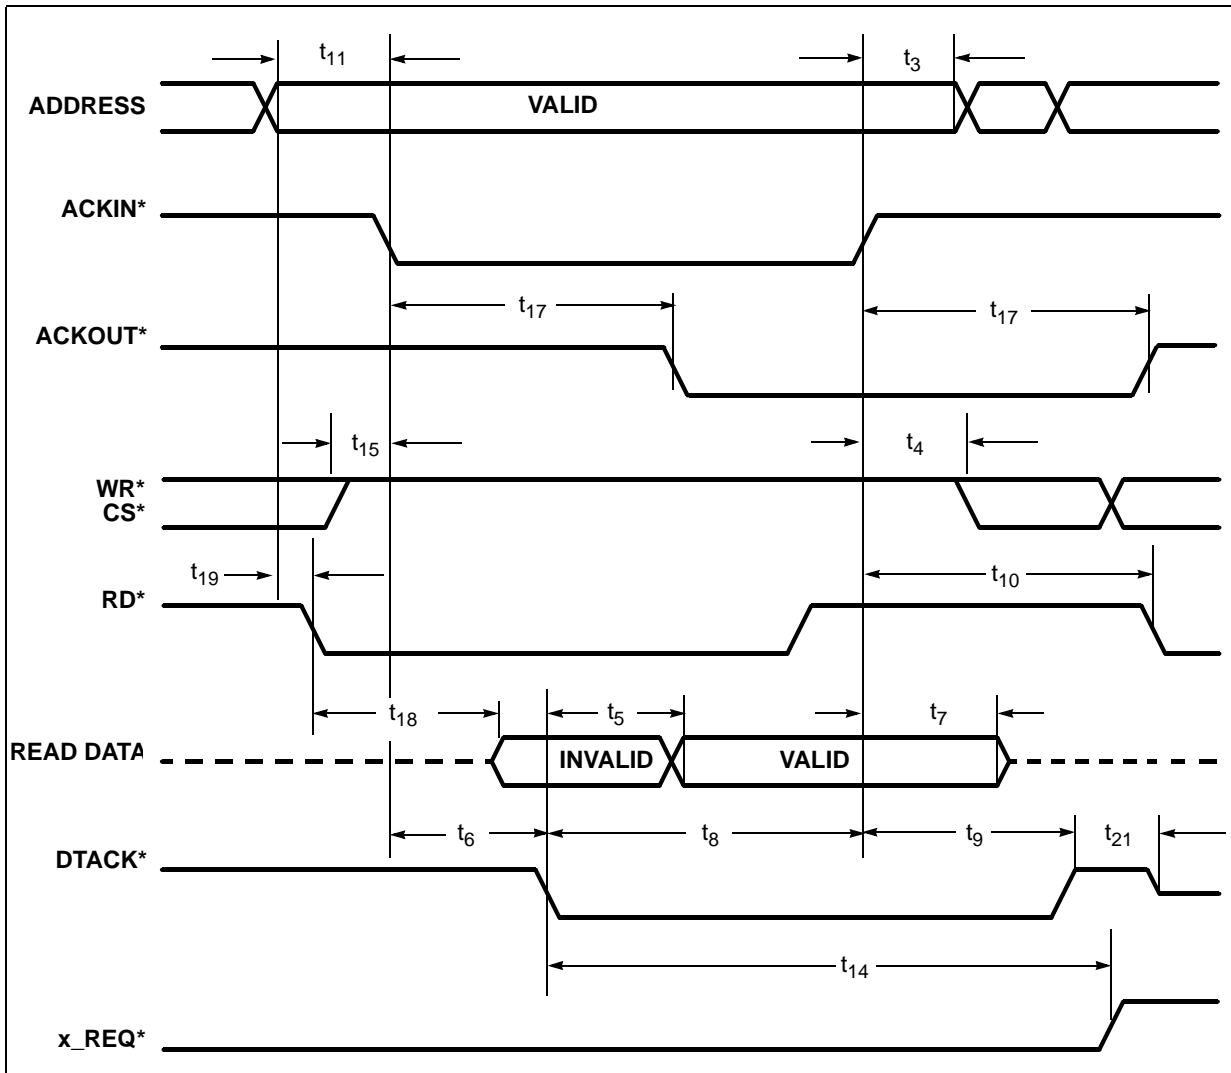 t11
t3
ADDRESS
VALID
ACKIN*
t17
t17
ACKOUT*
t15
t4
WR*
CS*
t19
t10
RD*
t18
t5
t7
READ DATA
INVALID
VALID
t6
t8
t9
t21
DTACK*
t14
x_REQ*